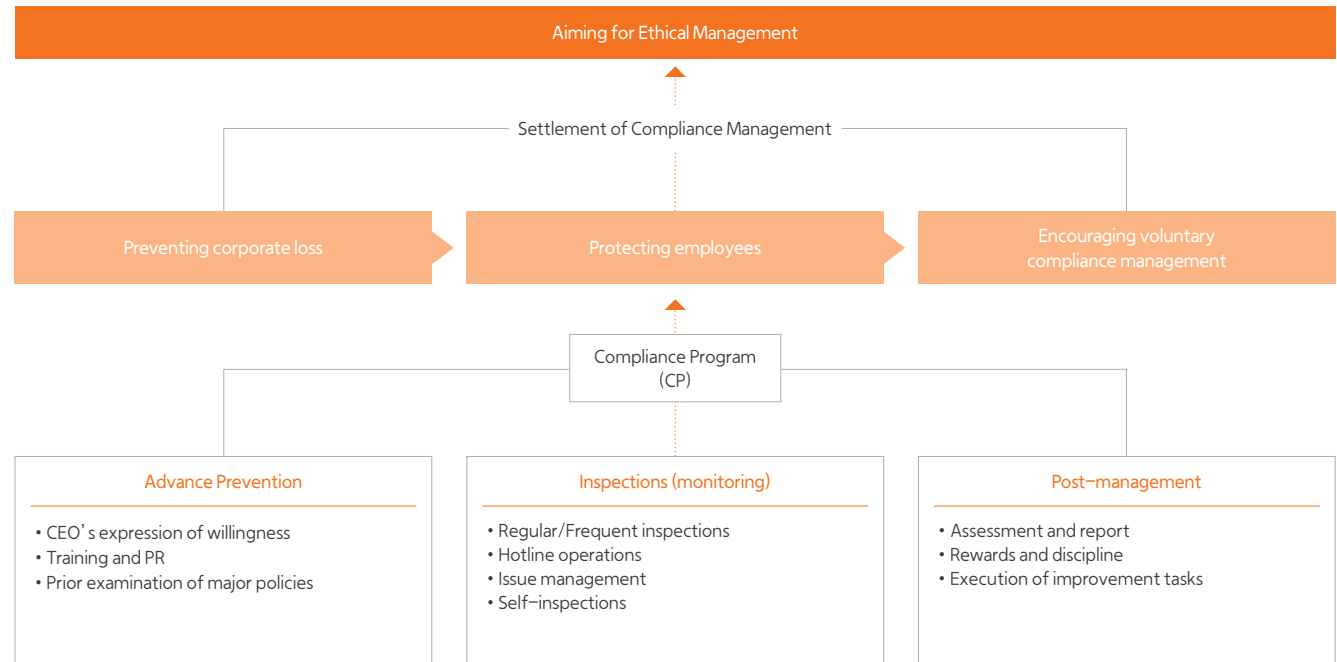 Aiming for Ethical Management
Settlement of Compliance Management
Preventing corporate loss
Protecting employees
Encouraging voluntary
compliance management
Compliance Program
(CP)
Advance Prevention
• CEO’s expression of willingness
• Training and PR
• Prior examination of major policies
Inspections (monitoring)
• Regular/Frequent inspections
• Hotline operations
• Issue management
• Self-inspections
Post-management
• Assessment and report
• Rewards and discipline
• Execution of improvement tasks